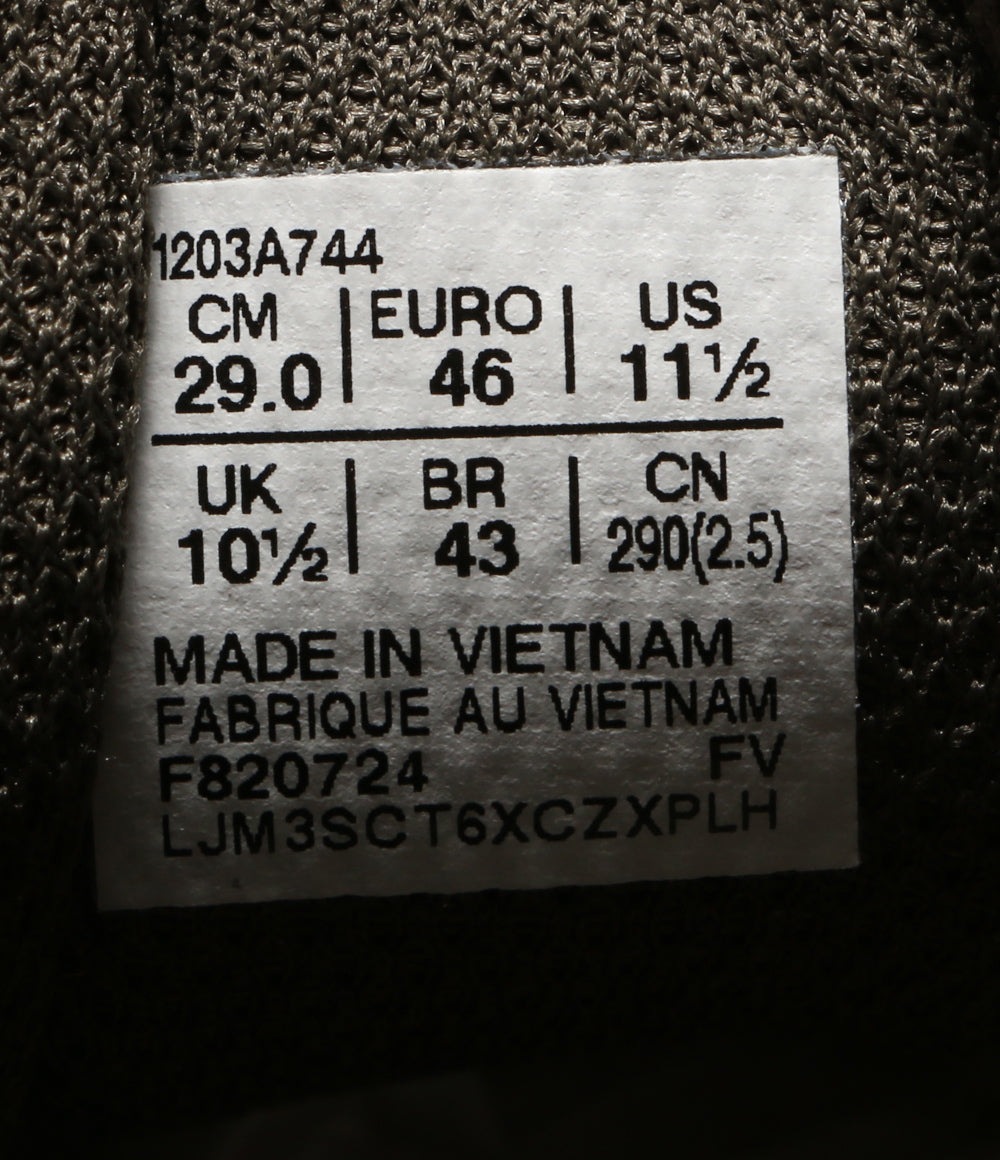 1203A744
CM EURO US
29.0 46 11½
UK BR CN
10½ 43 290(2.5)
MADE IN VIETNAM
FABRIQUE AU VIETNAM
F820724 FV
LJM3SCT6XCZXPLH